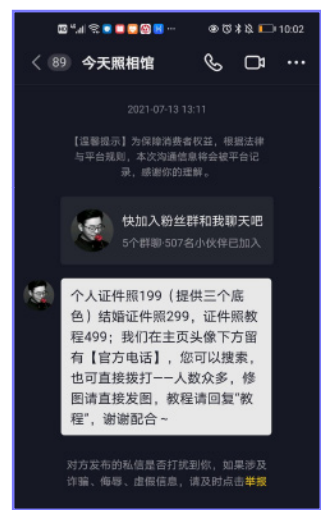 10:02
89 今天照相馆
2021-07-13 13:11
【温馨提示】为保障消费者权益，根据法律
与平台规则，本次沟通信息将会被平台记
录，感谢你的理解。
快加入粉丝群和我聊天吧
5个群聊·507名小伙伴已加入
个人证件照199（提供三个底
色）结婚证件照299，证件照教
程499；我们在主页头像下方留
有【官方电话】，您可以搜索，
也可直接拨打——人数众多，修
图请直接发图，教程请回复"教
程"，谢谢配合～
对方发布的私信是否打扰到你，如果涉及
诈骗、侮辱、虚假信息，请及时点击举报